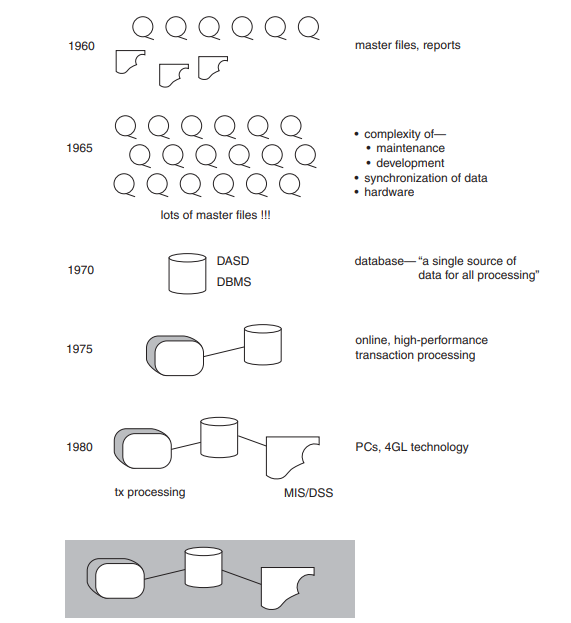 1960
master files, reports
1965
• complexity of—
• maintenance
• development
• synchronization of data
• hardware
lots of master files !!!
1970
DASD
DBMS
database— “a single source of
data for all processing”
1975
online, high-performance
transaction processing
1980
PCs, 4GL technology
tx processing
MIS/DSS